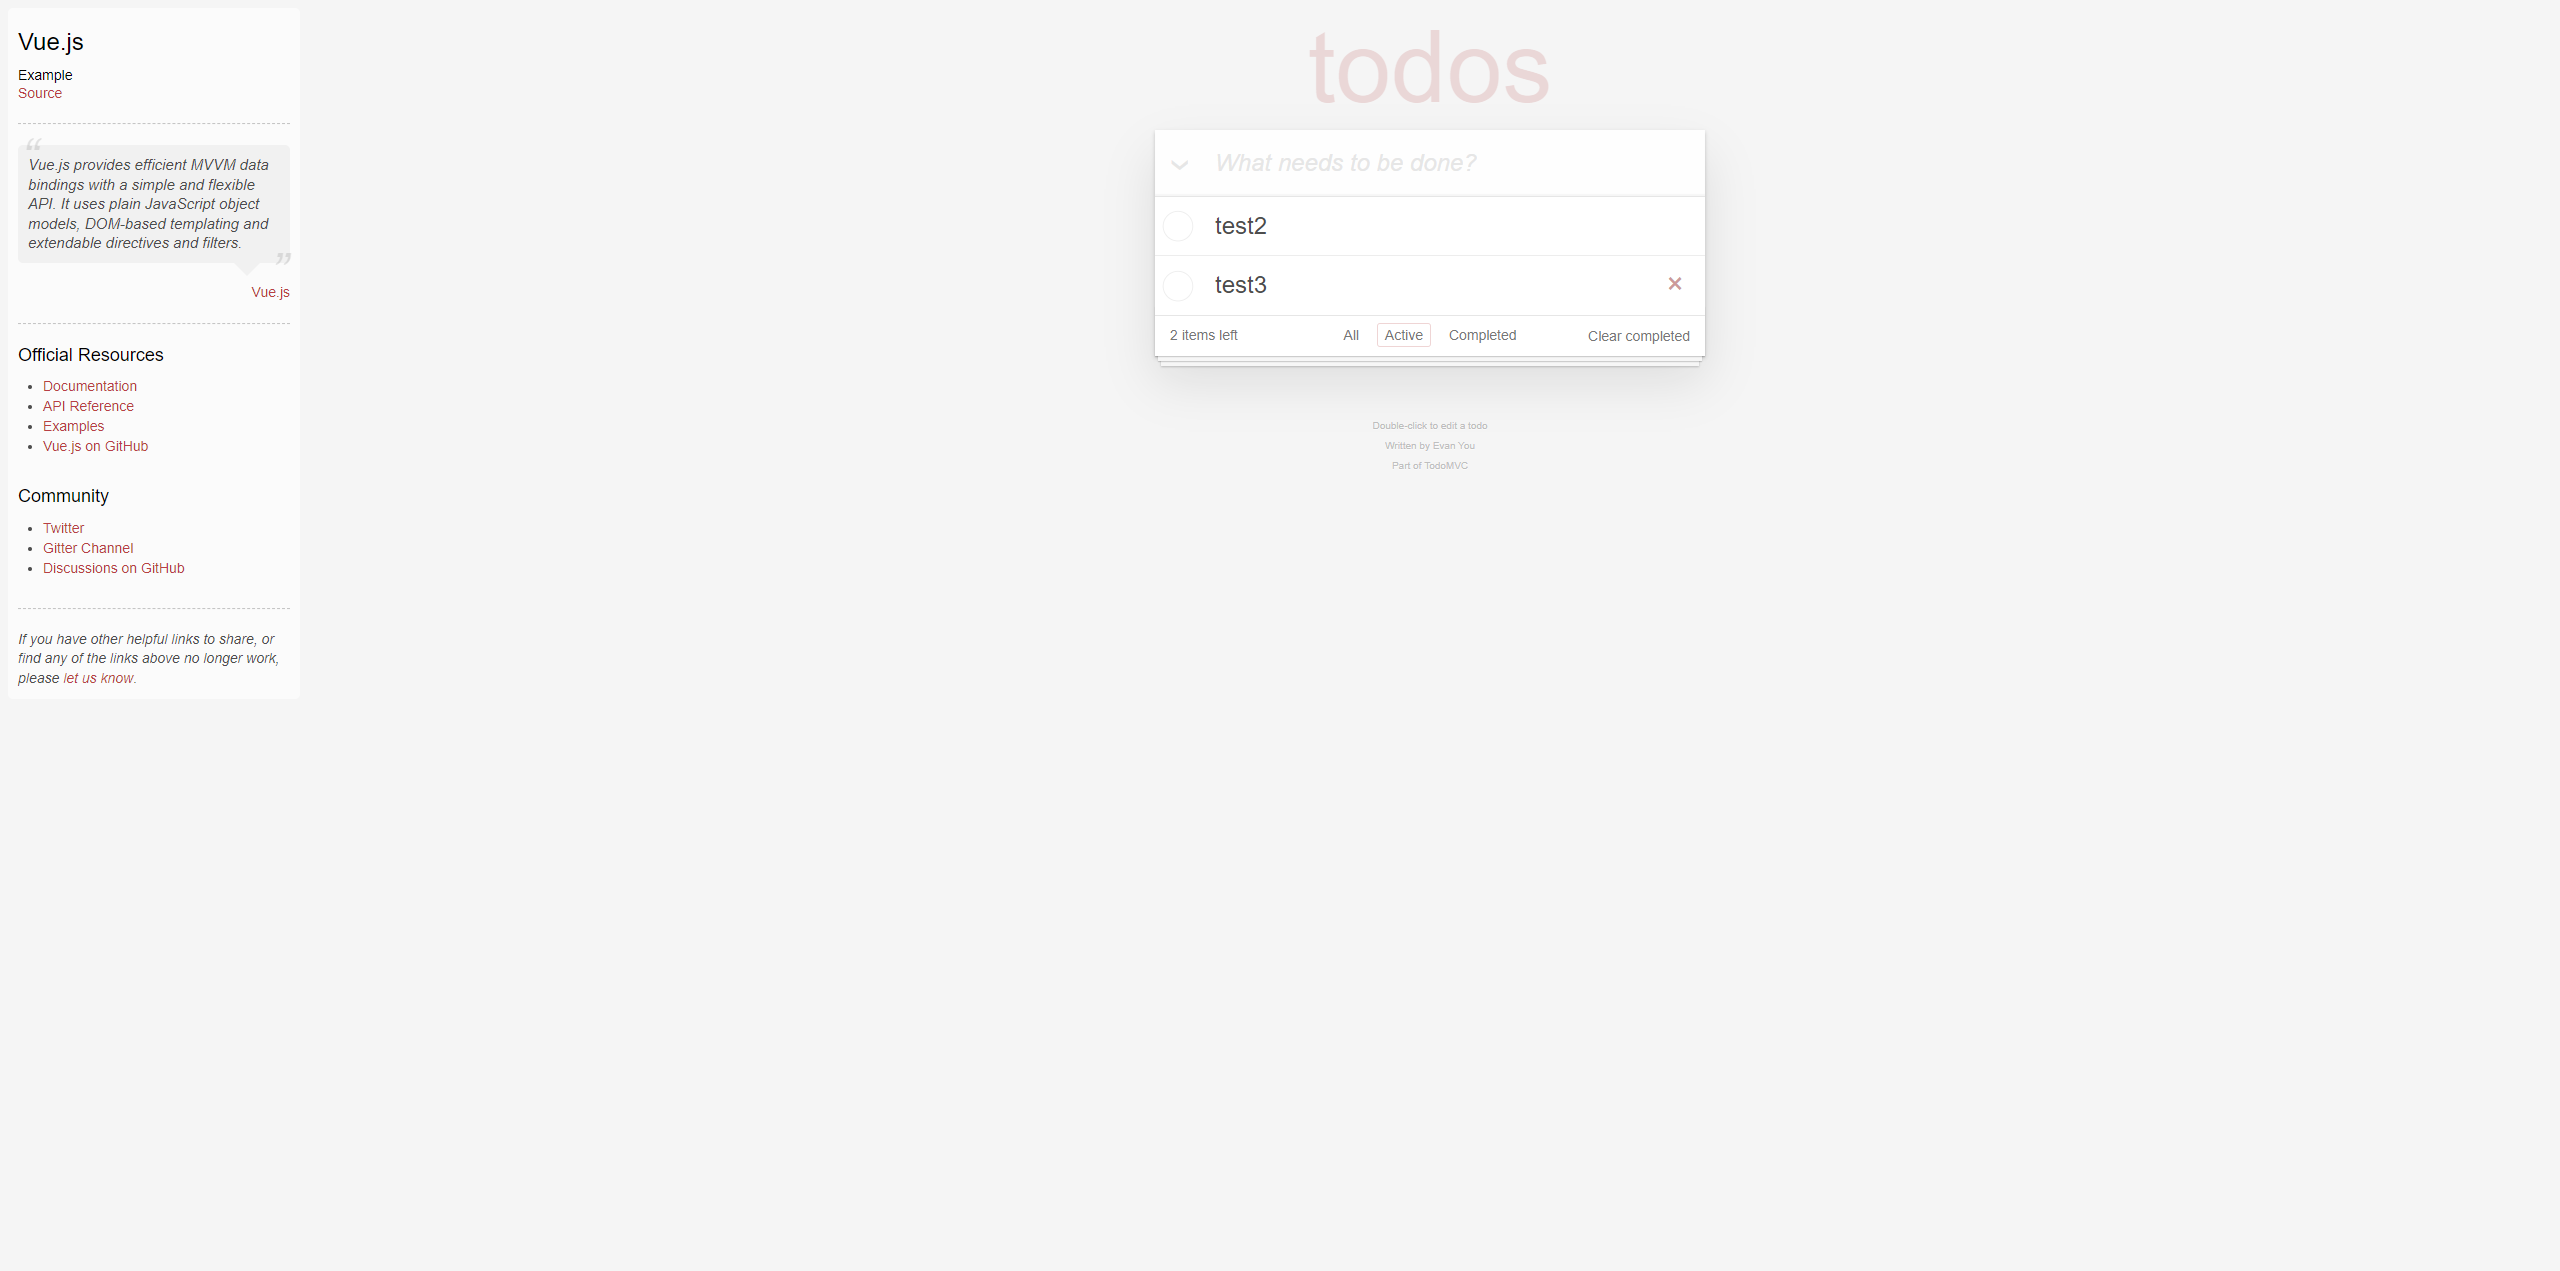 Vue.js
Example
Source
“
Vue.js provides efficient MVVM data
bindings with a simple and flexible
API. It uses plain JavaScript object
models, DOM-based templating and
extendable directives and filters.
”
Vue.js
Official Resources
• Documentation
• API Reference
• Examples
• Vue.js on GitHub
Community
• Twitter
• Gitter Channel
• Discussions on GitHub
If you have other helpful links to share, or
find any of the links above no longer work,
please let us know.
todos
What needs to be done?
test2
test3 ×
2 items left All Active Completed Clear completed
Double-click to edit a todo
Written by Evan You
Part of TodoMVC